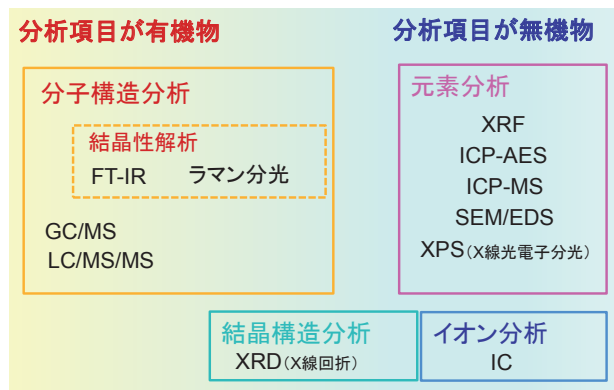 分析項目が有機物
分子構造分析
結晶性解析
FT-IR ラマン分光
GC/MS
LC/MS/MS
分析項目が無機物
元素分析
XRF
ICP-AES
ICP-MS
SEM/EDS
XPS(X線光電子分光)
結晶構造分析
XRD(X線回折)
イオン分析
IC